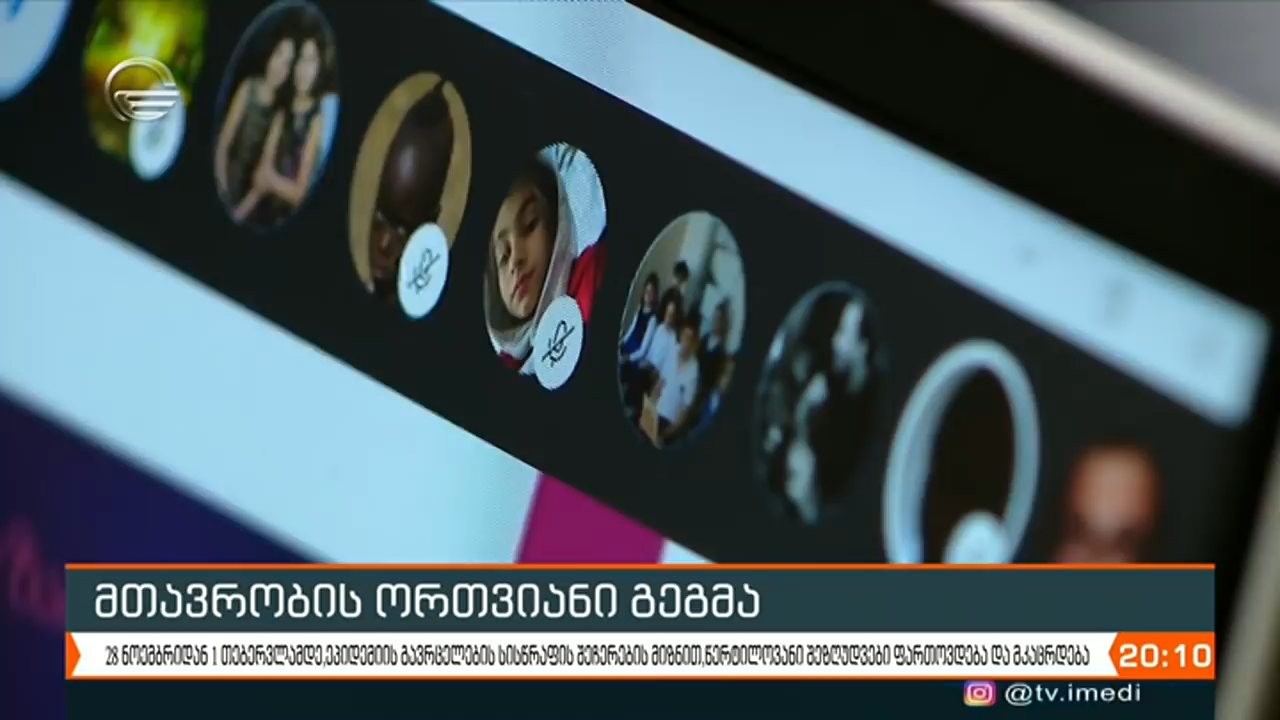 მთავრობის ორთვიანი გეგმა
28 ნოემბრიდან 1 თებერვლამდე,ეპიდემიის გავრცელების სისწრაფის შეჩერების მიზნით,წერტილოვანი შეზღუდვები ფართოვდება და მკაცრდება
20:10
@tv.imedi